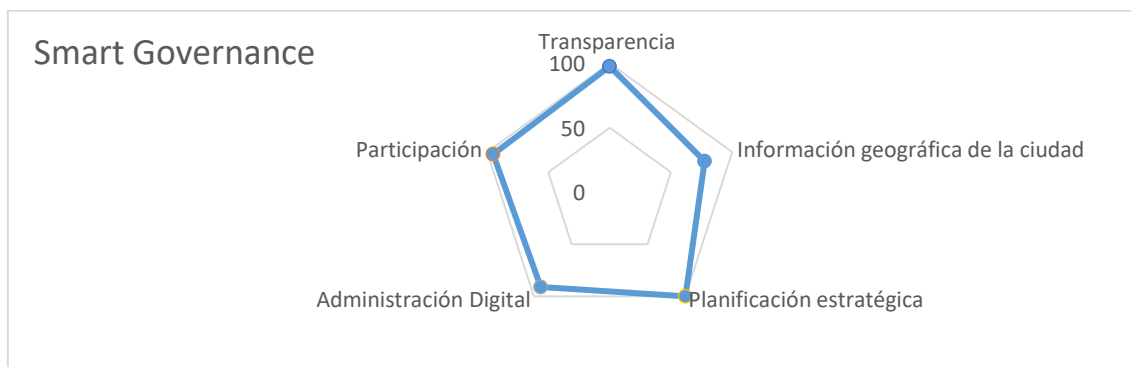 Smart Governance
Transparencia
100
50
0
Participación
Información geográfica de la ciudad
Administración Digital
Planificación estratégica